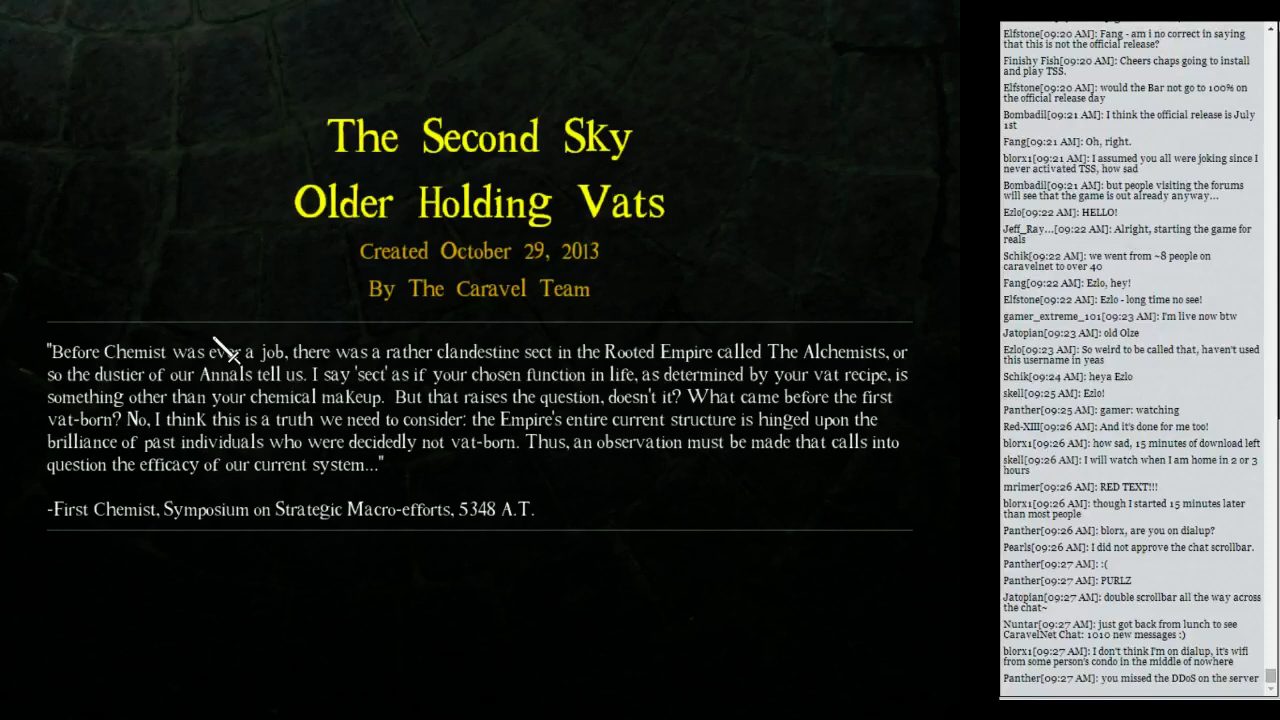 The Second Sky
Older Holding Vats
Created October 29, 2013
By The Caravel Team
"Before Chemist was ever a job, there was a rather clandestine sect in the Rooted Empire called The Alchemists, or
so the dustier of our Annals tell us. I say 'sect' as if your chosen function in life, as determined by your vat recipe, is
something other than your chemical makeup. But that raises the question, doesn't it? What came before the first
vat-born? No, I think this is a truth we need to consider: the Empire's entire current structure is hinged upon the
brilliance of past individuals who were decidedly not vat-born. Thus, an observation must be made that calls into
question the efficacy of our current system..."
-First Chemist, Symposium on Strategic Macro-efforts, 5348 A.T.
Elfstone[09:20 AM]: Fang - am i no correct in saying
that this is not the official release?
Finishy Fish[09:20 AM]: Cheers chaps going to install
and play TSS.
Elfstone[09:20 AM]: would the Bar not go to 100% on
the official release day
Bombadil[09:21 AM]: I think the official release is July
1st
Fang[09:21 AM]: Oh, right.
blorx1[09:21 AM]: I assumed you all were joking since I
never activated TSS, how sad
Bombadil[09:21 AM]: but people visiting the forums
will see that the game is out already anyway...
Ezlo[09:22 AM]: HELLO!
Jeff_Ray...[09:22 AM]: Alright, starting the game for
reals
Schik[09:22 AM]: we went from ~8 people on
caravelnet to over 40
Fang[09:22 AM]: Ezlo, hey!
Elfstone[09:22 AM]: Ezlo - long time no see!
gamer_extreme_101[09:23 AM]: I'm live now btw
Jatopian[09:23 AM]: old Olze
Ezlo[09:23 AM]: So weird to be called that, haven't used
this username in yeas
Schik[09:24 AM]: heya Ezlo
skell[09:25 AM]: Ezlo!
Panther[09:25 AM]: gamer: watching
Red-XIII[09:26 AM]: And it's done for me too!
blorx1[09:26 AM]: how sad, 15 minutes of download left
skell[09:26 AM]: I will watch when I am home in 2 or 3
hours
mrimer[09:26 AM]: RED TEXT!!!
blorx1[09:26 AM]: though I started 15 minutes later
than most people
Panther[09:26 AM]: blorx, are you on dialup?
Pearls[09:26 AM]: I did not approve the chat scrollbar.
Panther[09:27 AM]: :(
Panther[09:27 AM]: PURLZ
Jatopian[09:27 AM]: double scrollbar all the way across
the chat~
Nuntar[09:27 AM]: just got back from lunch to see
CaravelNet Chat: 1010 new messages :)
blorx1[09:27 AM]: I don't think I'm on dialup, it's wifi
from some person's condo in the middle of nowhere
Panther[09:27 AM]: you missed the DDoS on the server